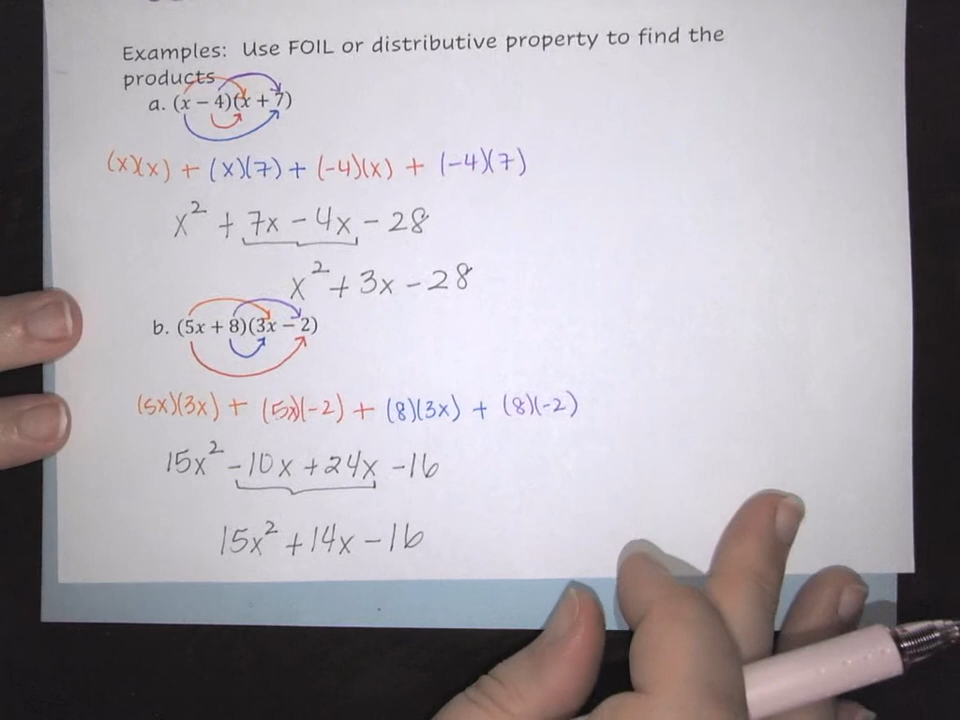 Examples: Use FOIL or distributive property to find the
products
a. (x − 4)(x + 7)
(x)(x) + (x)(7) + (-4)(x) + (-4)(7)
x² + 7x - 4x - 28
x² + 3x - 28
b. (5x + 8)(3x − 2)
(5x)(3x) + (5x)(-2) + (8)(3x) + (8)(-2)
15x² - 10x + 24x - 16
15x² + 14x - 16